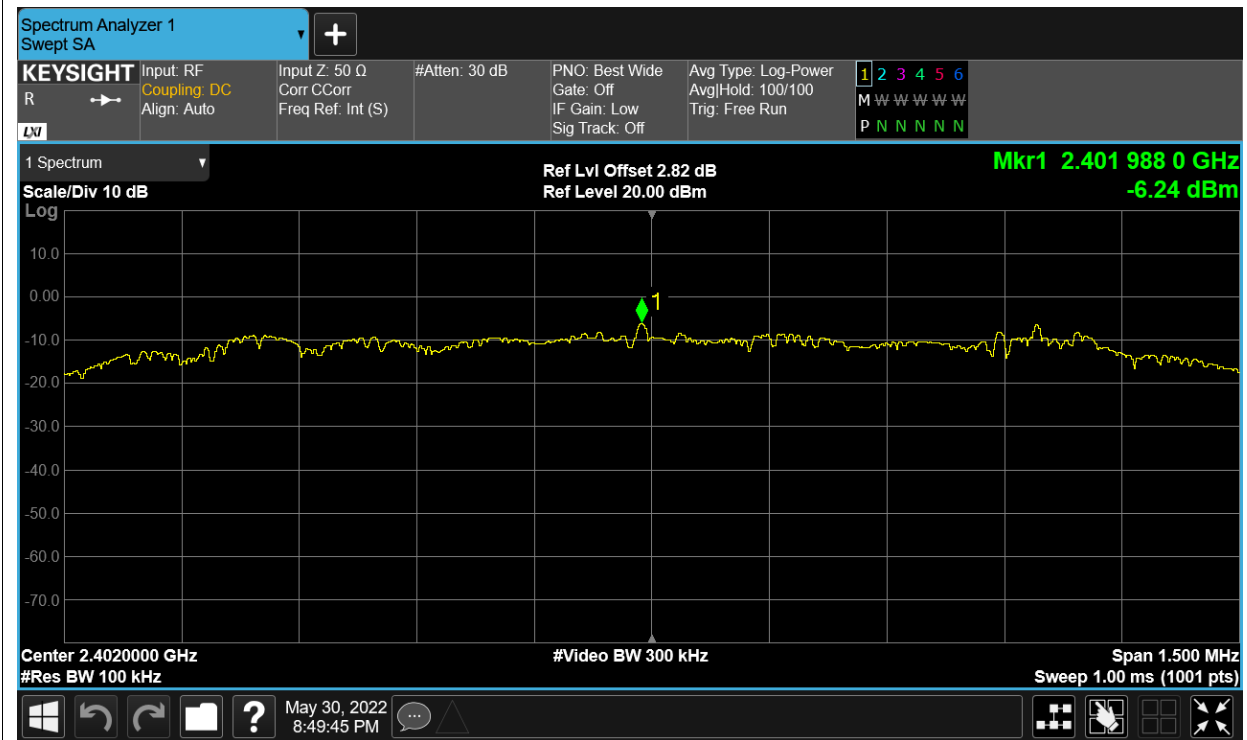 Spectrum Analyzer 1
Swept SA
KEYSIGHT
R
LXI
Input: RF
Coupling: DC
Align: Auto
Input Z: 50 Ω
Corr CCorr
Freq Ref: Int (S)
#Atten: 30 dB
PNO: Best Wide
Gate: Off
IF Gain: Low
Sig Track: Off
Avg Type: Log-Power
Avg|Hold: 100/100
Trig: Free Run
1 2 3 4 5 6
M W W W W W
P N N N N N
1 Spectrum
Scale/Div 10 dB
Log
Ref Lvl Offset 2.82 dB
Ref Level 20.00 dBm
Mkr1 2.401 988 0 GHz
-6.24 dBm
10.0
0.00
-10.0
-20.0
-30.0
-40.0
-50.0
-60.0
-70.0
1
Center 2.4020000 GHz
#Res BW 100 kHz
#Video BW 300 kHz
Span 1.500 MHz
Sweep 1.00 ms (1001 pts)
?
May 30, 2022
8:49:45 PM